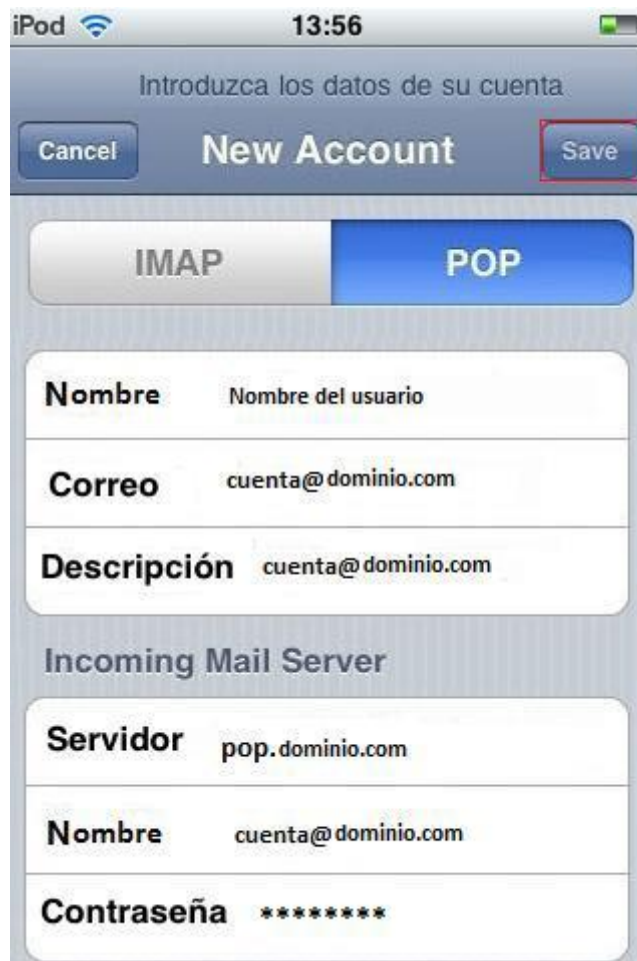 iPod 13:56
Introduzca los datos de su cuenta
Cancel New Account Save
IMAP POP
Nombre Nombre del usuario
Correo cuenta@dominio.com
Descripción cuenta@dominio.com
Incoming Mail Server
Servidor pop.dominio.com
Nombre cuenta@dominio.com
Contraseña ********